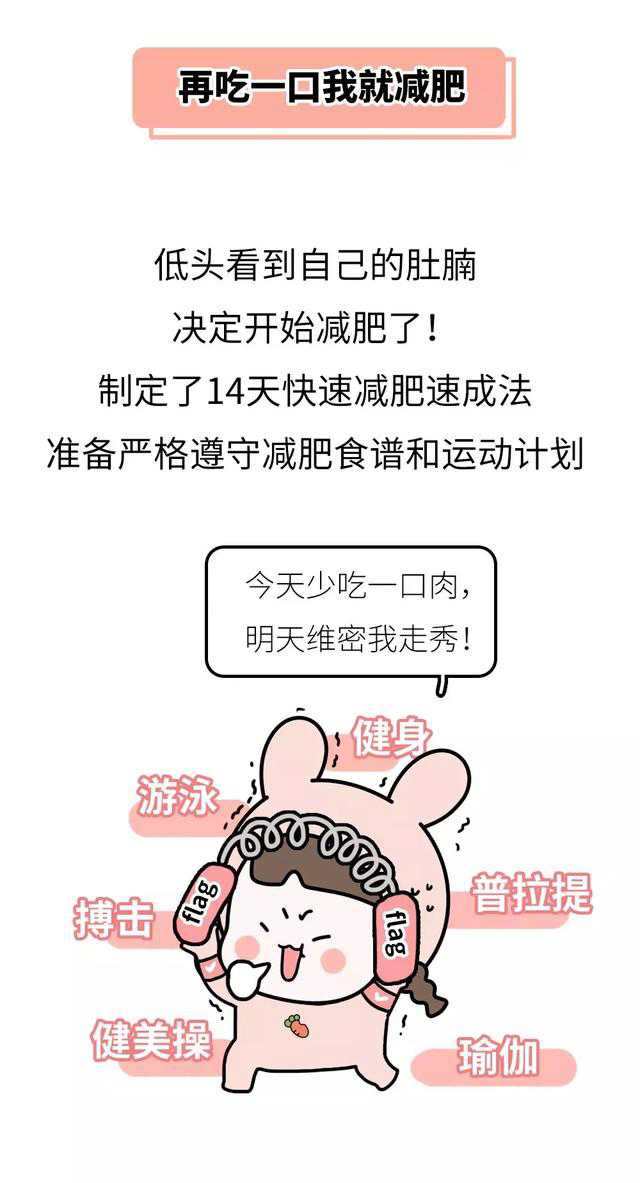 再吃一口我就减肥
低头看到自己的肚腩
决定开始减肥了！
制定了14天快速减肥速成法
准备严格遵守减肥食谱和运动计划
今天少吃一口肉，
明天维密我走秀！
健身
游泳
flag
普拉提
搏击
flag
健美操
瑜伽